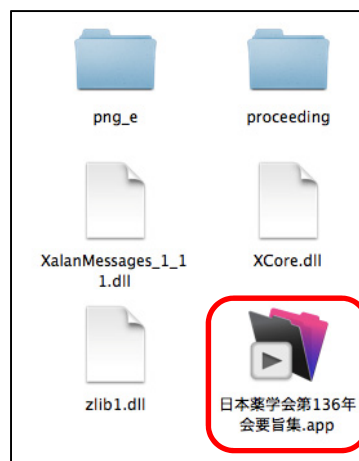 png_e
proceeding
XalanMessages_1_1
1.dll
XCore.dll
zlib1.dll
日本薬学会第136年
会要旨集.app